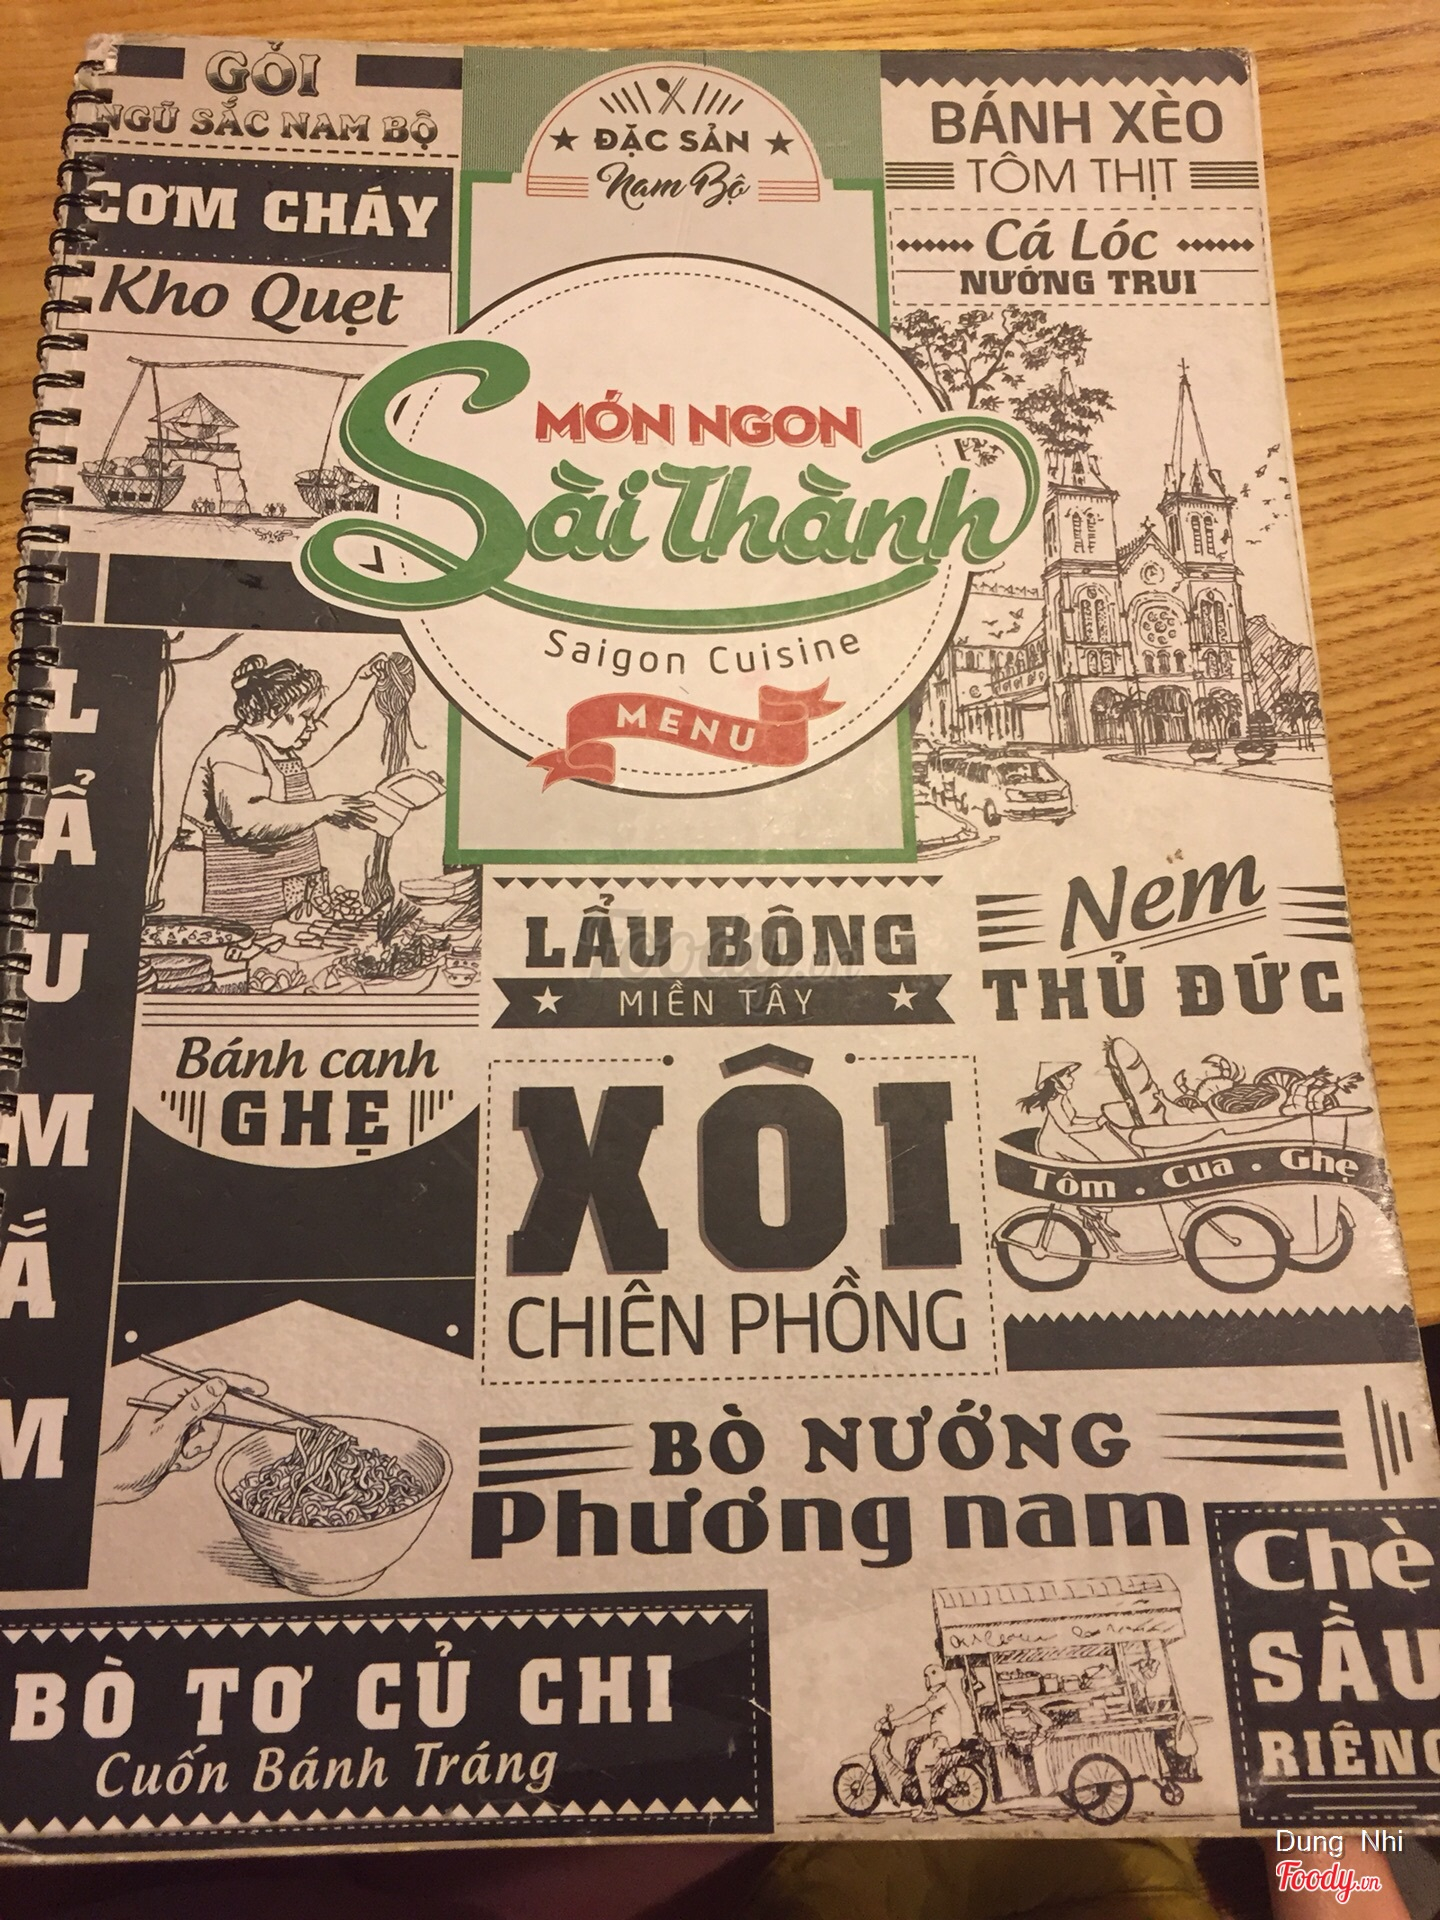 GỎI
NGŨ SẮC NAM BỘ
CƠM CHÁY
Kho Quẹt
ĐẶC SẢN
Nam Bộ
BÁNH XÈO
TÔM THỊT
Cá Lóc
NƯỚNG TRUI
MÓN NGON
Sài Thành
Saigon Cuisine
MENU
LẨU MẮM
LẨU BÔNG
MIỀN TÂY
Nem
THỦ ĐỨC
Bánh canh
GHẸ
XÔI
CHIÊN PHỒNG
Tôm . Cua . Ghẹ
BÒ NƯỚNG
Phương nam
Chè
SẦU
RIÊNG
BÒ TƠ CỦ CHI
Cuốn Bánh Tráng
Foody.vn
Dung Nhi
Foody.vn